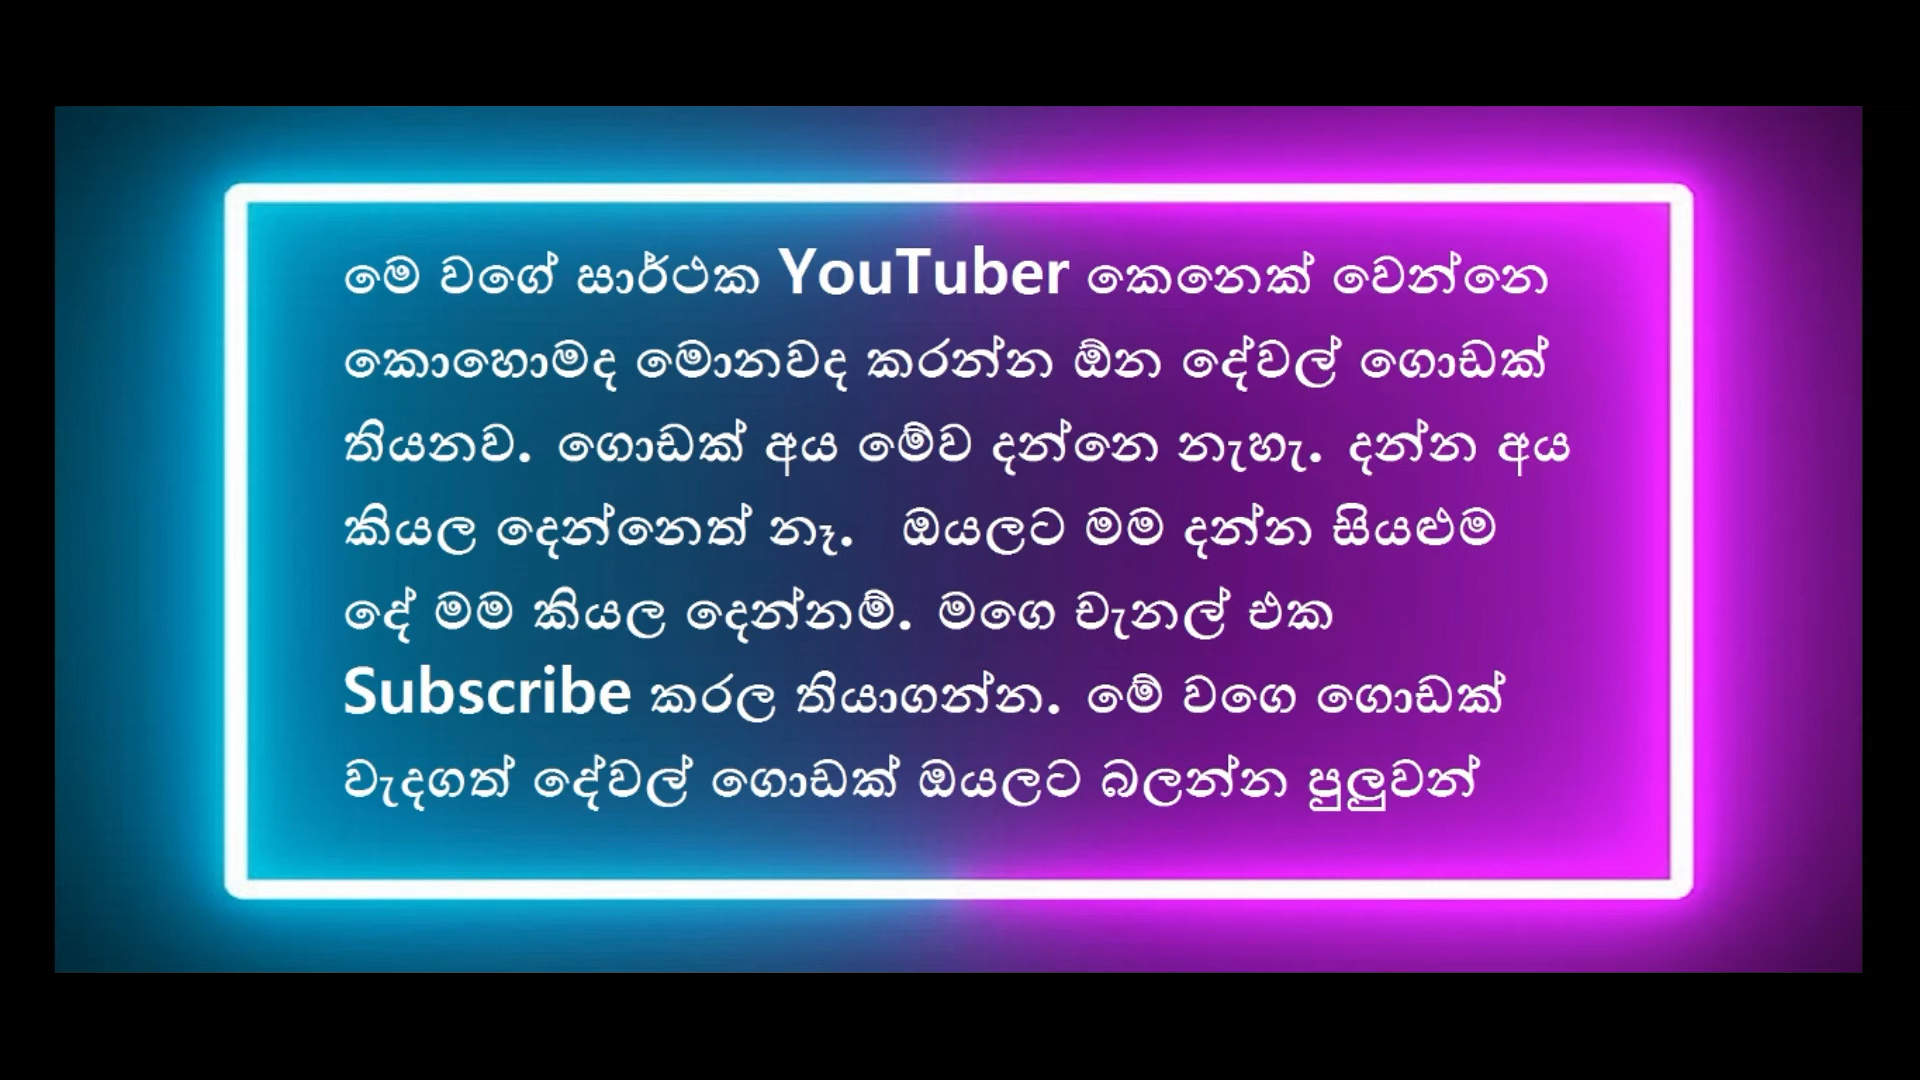 මෙ වගේ සාර්ථක YouTuber කෙනෙක් වෙන්නෙ
කොහොමද මොනවද කරන්න ඕන දේවල් ගොඩක්
තියනව. ගොඩක් අය මේව දන්නෙ නැහැ. දන්න අය
කියල දෙන්නෙත් නෑ. ඔයලට මම දන්න සියළුම
දේ මම කියල දෙන්නම්. මගෙ චැනල් එක
Subscribe කරල තියාගන්න. මේ වගෙ ගොඩක්
වැදගත් දේවල් ගොඩක් ඔයලට බලන්න පුලුවන්